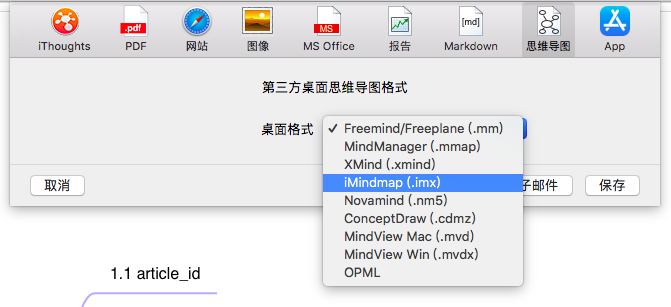 .pdf
MS
[md]
iThoughts
PDF
网站
图像
MS Office
报告
Markdown
思维导图
App
第三方桌面思维导图格式
桌面格式
✓ Freemind/Freeplane (.mm)
MindManager (.mmap)
XMind (.xmind)
iMindmap (.imx)
Novamind (.nm5)
ConceptDraw (.cdmz)
MindView Mac (.mvd)
MindView Win (.mvdx)
OPML
取消
子邮件
保存
1.1 article_id